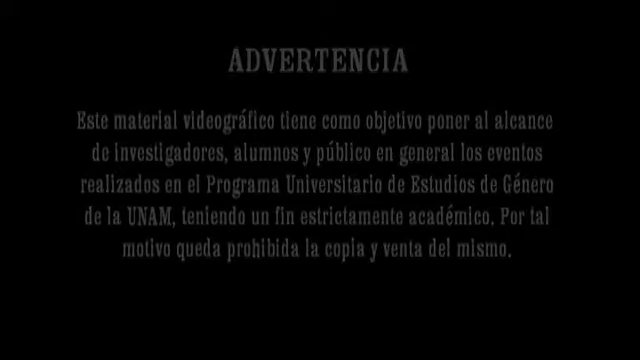 ADVERTENCIA
Este material videográfico tiene como objetivo poner al alcance
de investigadores, alumnos y público en general los eventos
realizados en el Programa Universitario de Estudios de Género
de la UNAM, teniendo un fin estrictamente académico. Por tal
motivo queda prohibida la copia y venta del mismo.